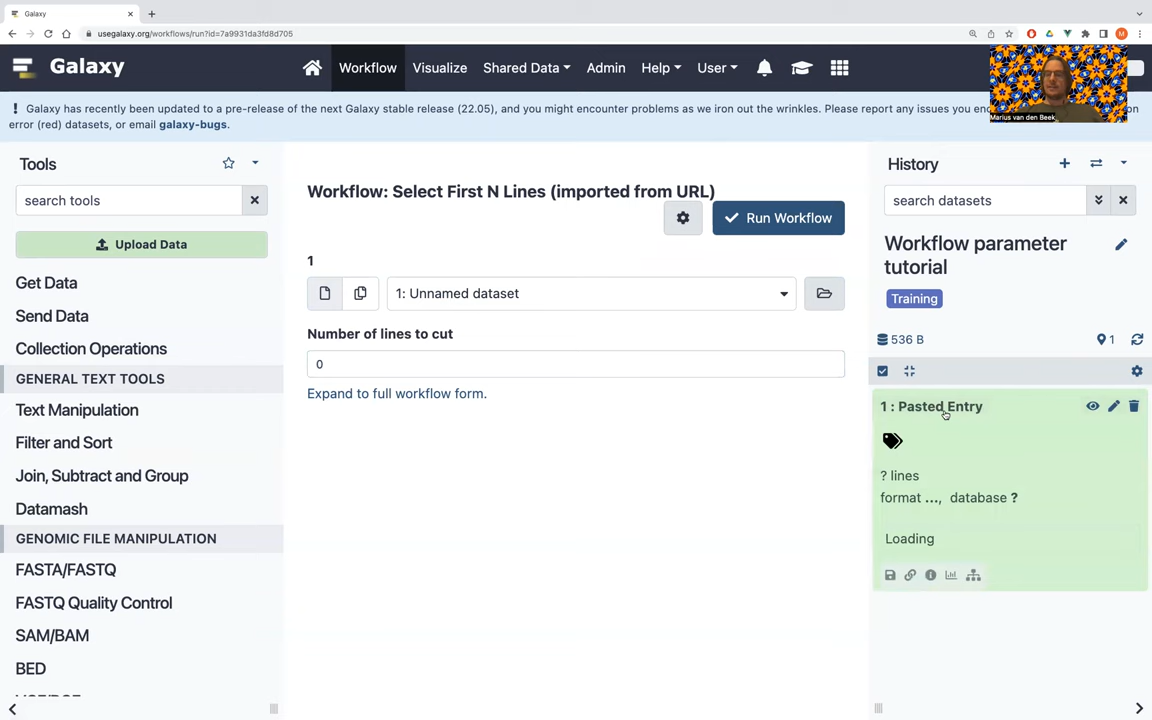 Galaxy
usegalaxy.org/workflows/run?id=7a9931da3fd8d705
Galaxy
Workflow
Visualize
Shared Data
Admin
Help
User
Marius van den Beek
! Galaxy has recently been updated to a pre-release of the next Galaxy stable release (22.05), and you might encounter problems as we iron out the wrinkles. Please report any issues you en
on
error (red) datasets, or email galaxy-bugs.
Tools
search tools
Upload Data
Get Data
Send Data
Collection Operations
GENERAL TEXT TOOLS
Text Manipulation
Filter and Sort
Join, Subtract and Group
Datamash
GENOMIC FILE MANIPULATION
FASTA/FASTQ
FASTQ Quality Control
SAM/BAM
BED
Workflow: Select First N Lines (imported from URL)
Run Workflow
1
1: Unnamed dataset
Number of lines to cut
0
Expand to full workflow form.
History
search datasets
Workflow parameter
tutorial
Training
536 B
1
1 : Pasted Entry
? lines
format ..., database ?
Loading